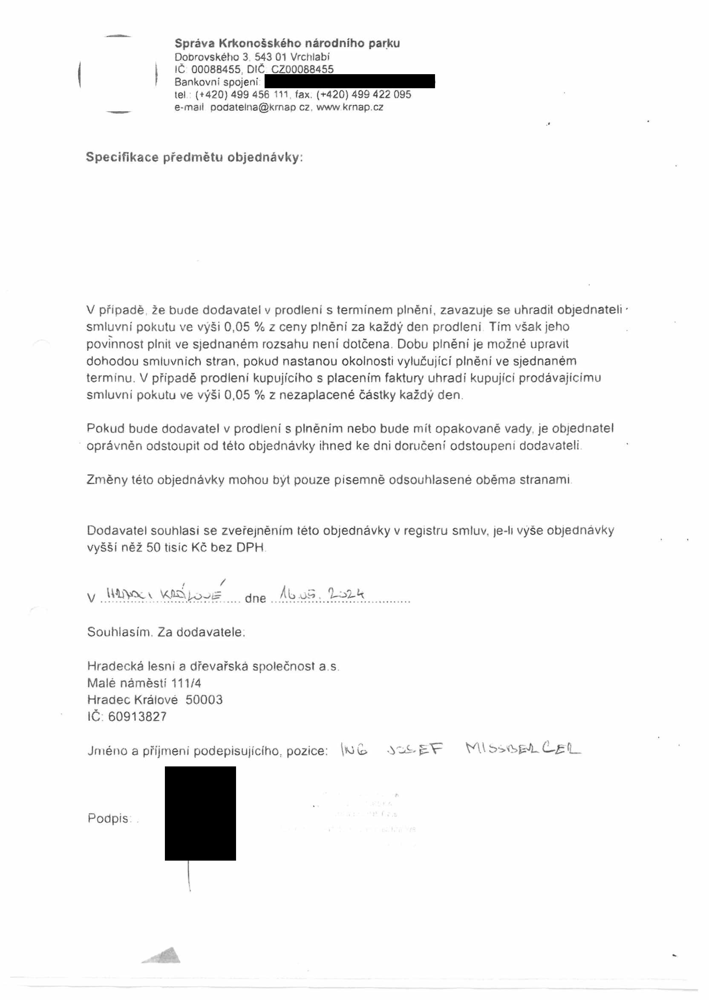 Správa Krkonošského národního parku
Dobrovského 3, 543 01 Vrchlabí
IČ: 00088455, DIČ: CZ00088455
Bankovní spojení:
tel.: (+420) 499 456 111, fax. (+420) 499 422 095
e-mail podatelna@krnap.cz, www.krnap.cz
Specifikace předmětu objednávky:
V případě, že bude dodavatel v prodlení s termínem plnění, zavazuje se uhradit objednateli
smluvní pokutu ve výši 0,05 % z ceny plnění za každý den prodlení. Tím však jeho
povinnost plnit ve sjednaném rozsahu není dotčena. Dobu plnění je možné upravit
dohodou smluvních stran, pokud nastanou okolnosti vylučující plnění ve sjednaném
termínu. V případě prodlení kupujícího s placením faktury uhradí kupující prodávajícímu
smluvní pokutu ve výši 0,05 % z nezaplacené částky každý den.
Pokud bude dodavatel v prodlení s plněním nebo bude mít opakované vady, je objednatel
oprávněn odstoupit od této objednávky ihned ke dni doručení odstoupení dodavateli.
Změny této objednávky mohou být pouze písemně odsouhlasené oběma stranami.
Dodavatel souhlasí se zveřejněním této objednávky v registru smluv, je-li výše objednávky
vyšší něž 50 tisíc Kč bez DPH.
V HRADCI KRÁLOVÉ dne 16.05.2024
Souhlasím. Za dodavatele:
Hradecká lesní a dřevařská společnost a.s.
Malé náměstí 111/4
Hradec Králové 50003
IČ: 60913827
Jméno a příjmení podepisujícího, pozice: ING JOSEF MISSBERGER
Podpis: